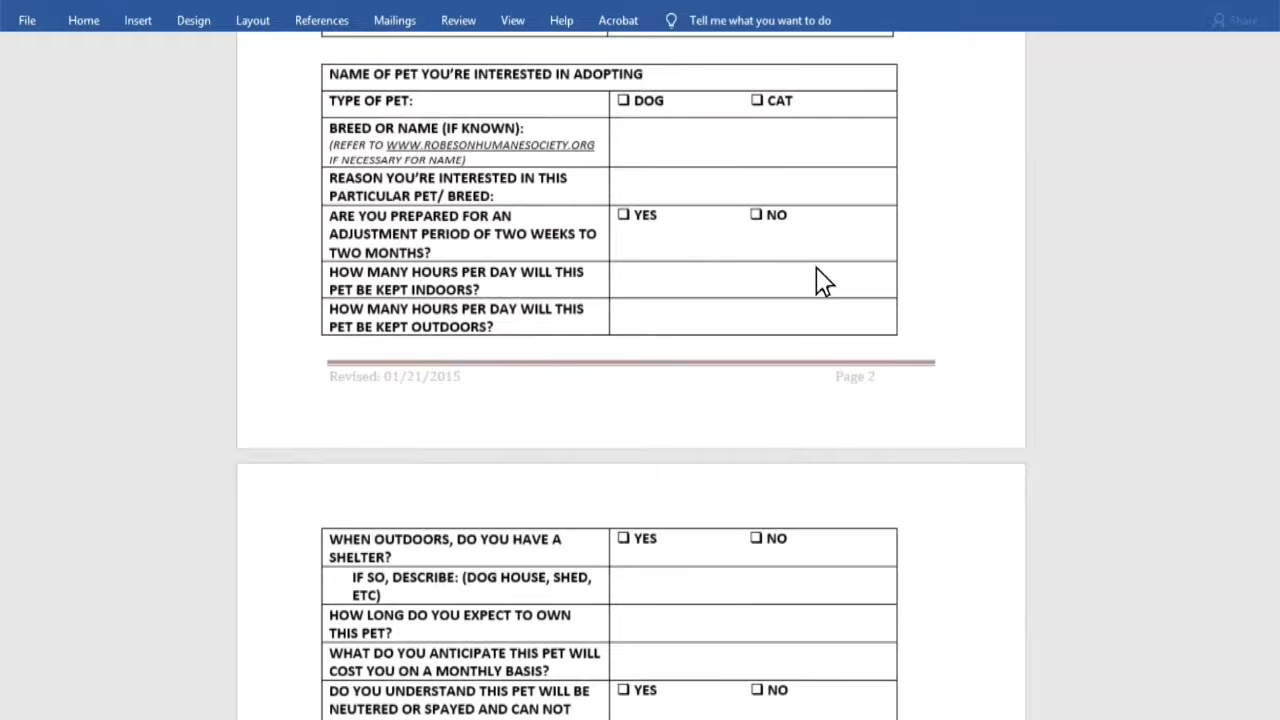 File Home Insert Design Layout References Mailings Review View Help Acrobat Tell me what you want to do Share
NAME OF PET YOU'RE INTERESTED IN ADOPTING
TYPE OF PET: ❑ DOG ❑ CAT
BREED OR NAME (IF KNOWN):
(REFER TO WWW.ROBESONHUMANESOCIETY.ORG
IF NECESSARY FOR NAME)
REASON YOU'RE INTERESTED IN THIS
PARTICULAR PET/ BREED:
ARE YOU PREPARED FOR AN ❑ YES ❑ NO
ADJUSTMENT PERIOD OF TWO WEEKS TO
TWO MONTHS?
HOW MANY HOURS PER DAY WILL THIS
PET BE KEPT INDOORS?
HOW MANY HOURS PER DAY WILL THIS
PET BE KEPT OUTDOORS?
Revised: 01/21/2015 Page 2
WHEN OUTDOORS, DO YOU HAVE A ❑ YES ❑ NO
SHELTER?
IF SO, DESCRIBE: (DOG HOUSE, SHED,
ETC)
HOW LONG DO YOU EXPECT TO OWN
THIS PET?
WHAT DO YOU ANTICIPATE THIS PET WILL
COST YOU ON A MONTHLY BASIS?
DO YOU UNDERSTAND THIS PET WILL BE ❑ YES ❑ NO
NEUTERED OR SPAYED AND CAN NOT